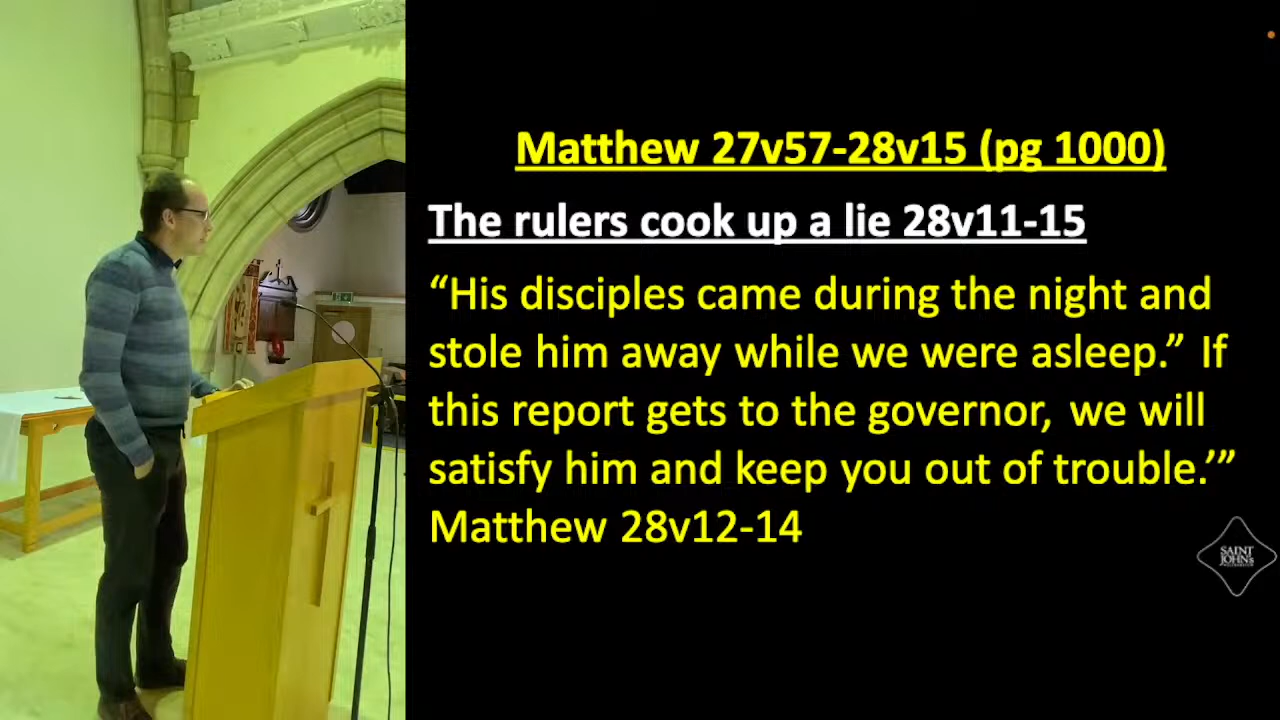 Matthew 27v57-28v15 (pg 1000)
The rulers cook up a lie 28v11-15
“His disciples came during the night and
stole him away while we were asleep.” If
this report gets to the governor, we will
satisfy him and keep you out of trouble.’”
Matthew 28v12-14
SAINT
JOHN's